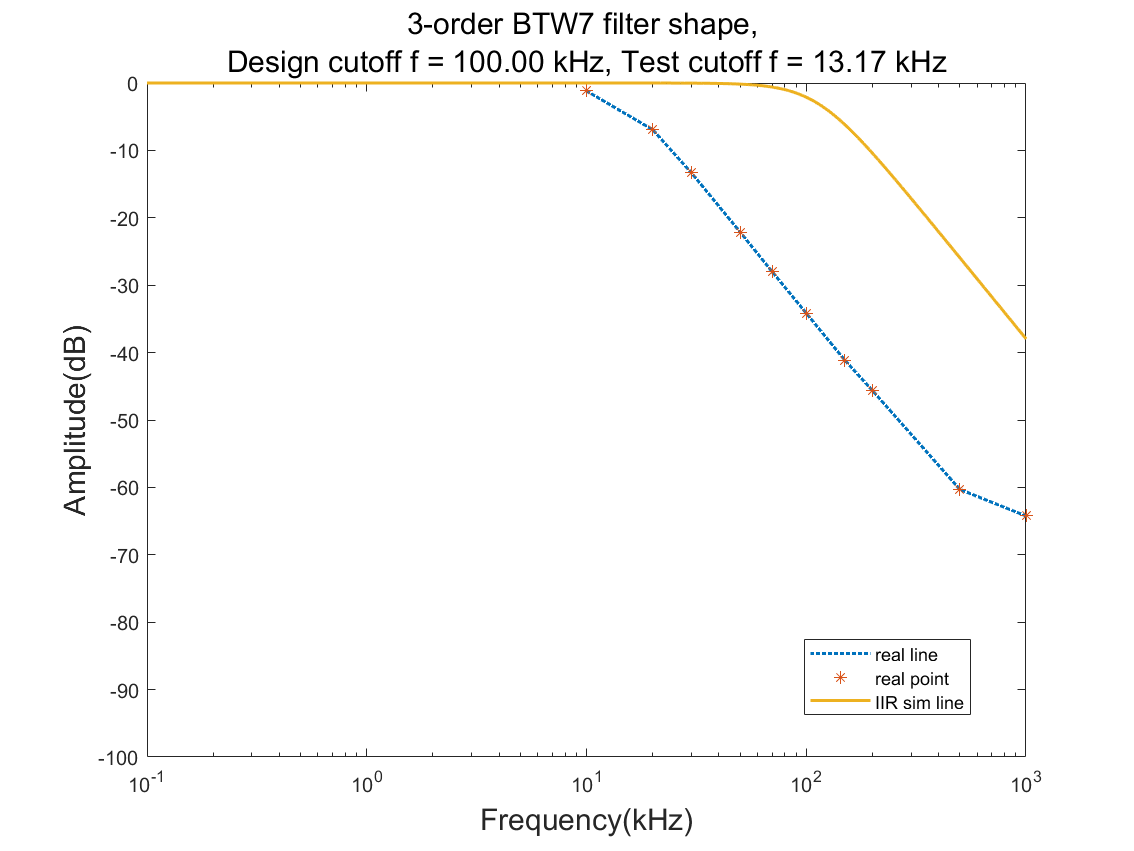 3-order BTW7 filter shape,
Design cutoff f = 100.00 kHz, Test cutoff f = 13.17 kHz
0
-10
-20
-30
-40
-50
-60
-70
-80
-90
-100
Amplitude(dB)
real line
real point
IIR sim line
10^-1 10^0 10^1 10^2 10^3
Frequency(kHz)